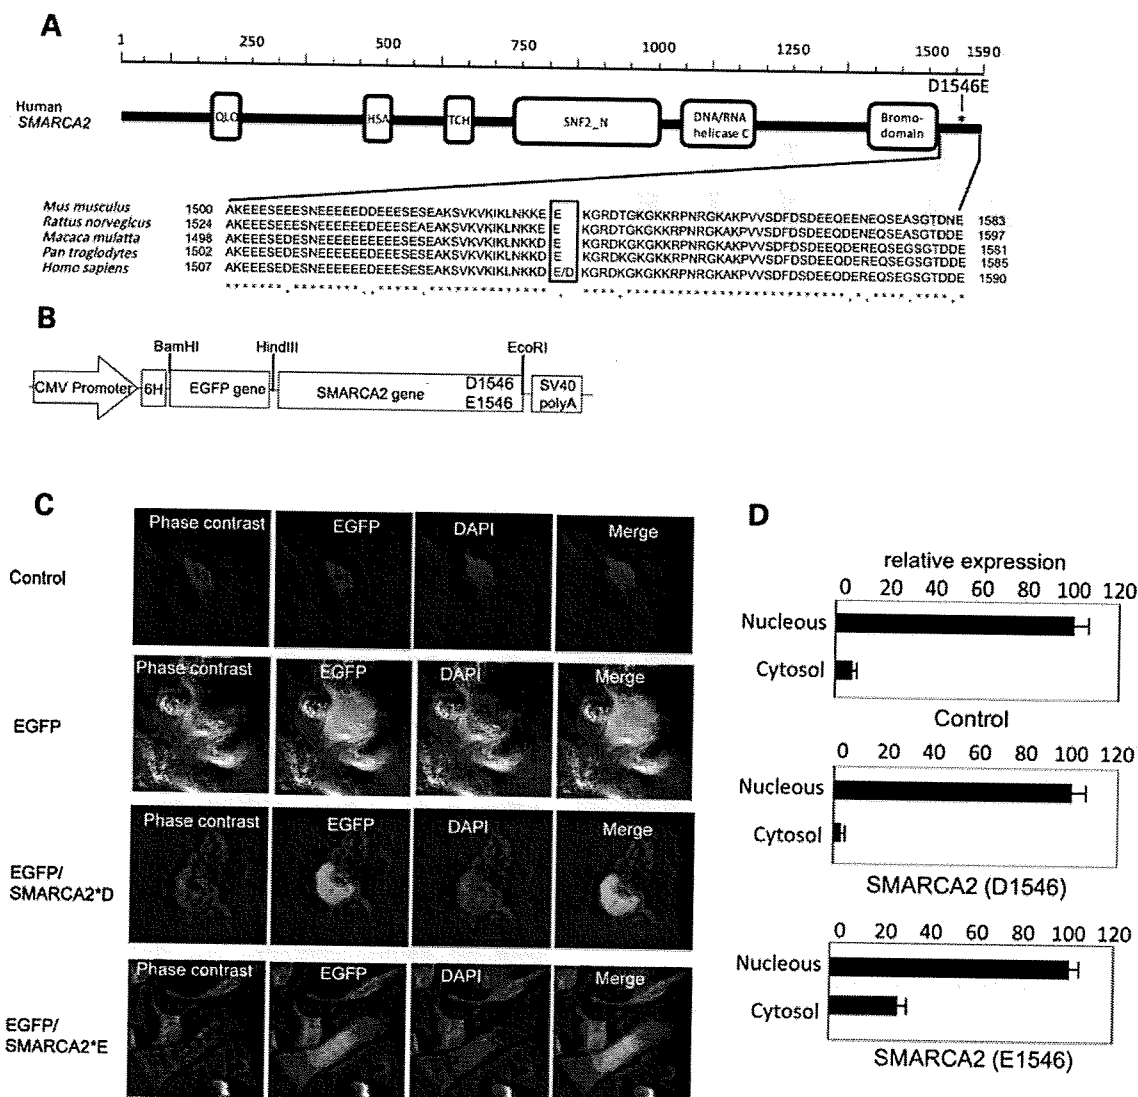 A
1 250 500 750 1000 1250 1500 1590
D1546E
*
Human
SMARCA2
QLQ HSA TCH SNF2_N DNA/RNA helicase C Bromo-domain
Mus musculus 1500 AKEEESEEESNEEEEEEDDEEESESESEAKSVKVKIKLNKKE E KGRDTGKGKKRPNRGKAKPVVSDFDSDEEQEENEQSEASGTDNE 1583
Rattus norvegicus 1524 AKEEESEEESNEEEEEEDEEESESEAEAKSVKVKIKLNKKE E KGRDTGKGKKRPNRGKAKPVVSDFDSDEEQDENEQSEASGTDDE 1597
Macaca mulatta 1498 AKEEESEDESNEEEEEEDEEESESEAKSVKVKIKLNKKD E KGRDKGKGKKRPNRGKAKPVVSDFDSDEEQDEREQSEGSGTDDE 1581
Pan troglodytes 1502 AKEEESEDESNEEEEEEDEEESESEAKSVKVKIKLNKKD E KGRDKGKGKKRPNRGKAKPVVSDFDSDEEQDEREQSEGSGTDDE 1585
Homo sapiens 1507 AKEEESEDESNEEEEEEDEEESESEAKSVKVKIKLNKKD E/D KGRDKGKGKKRPNRGKAKPVVSDFDSDEEQDEREQSEGSGTDDE 1590
B
BamHI HindIII EcoRI
CMV Promoter 6H EGFP gene SMARCA2 gene D1546 E1546 SV40 polyA
C
Phase contrast EGFP DAPI Merge
Control
Phase contrast EGFP DAPI Merge
EGFP
Phase contrast EGFP DAPI Merge
EGFP/
SMARCA2*D
Phase contrast EGFP DAPI Merge
EGFP/
SMARCA2*E
D
relative expression
0 20 40 60 80 100 120
Nucleous
Cytosol
Control
0 20 40 60 80 100 120
Nucleous
Cytosol
SMARCA2 (D1546)
0 20 40 60 80 100 120
Nucleous
Cytosol
SMARCA2 (E1546)